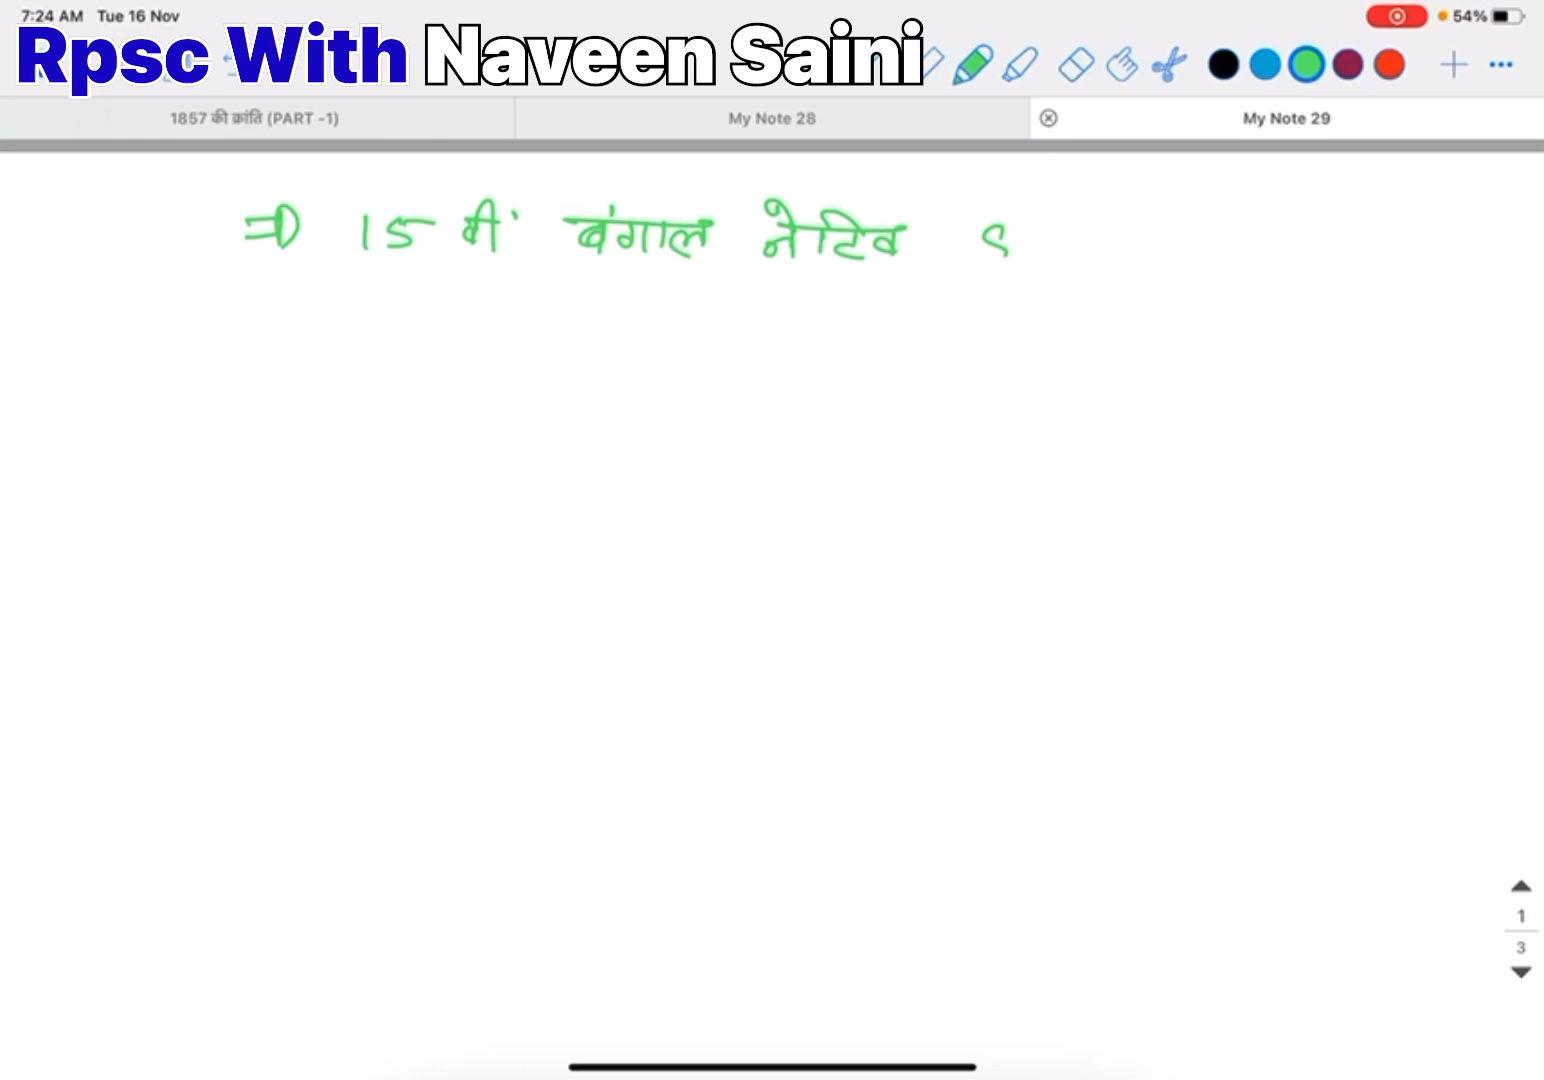 7:24 AM Tue 16 Nov 54%
Rpsc With Naveen Saini
1857 की क्रांति (PART -1) My Note 28 My Note 29
⇒ 15 वीं बंगाल नेटिव
1
3